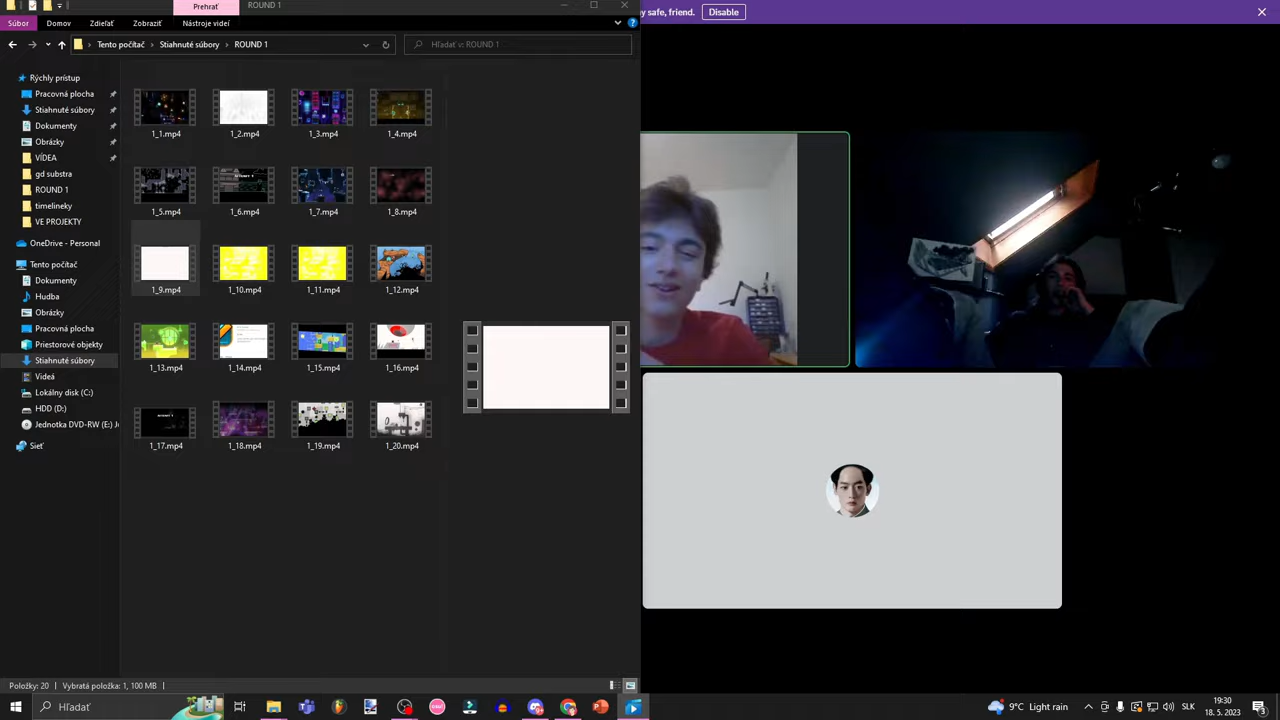 Prehrať
ROUND 1
Súbor
Domov
Zdieľať
Zobraziť
Nástroje videí
y safe, friend.
Disable
Tento počítač
Stiahnuté súbory
ROUND 1
Hľadať v: ROUND 1
Rýchly prístup
Pracovná plocha
Stiahnuté súbory
Dokumenty
Obrázky
VÍDEA
gd substra
ROUND 1
timelineky
VE PROJEKTY
OneDrive - Personal
Tento počítač
Dokumenty
Hudba
Obrázky
Pracovná plocha
Priestorové objekty
Stiahnuté súbory
Videá
Lokálny disk (C:)
HDD (D:)
Jednotka DVD-RW (E:) J
Sieť
1_1.mp4
1_2.mp4
1_3.mp4
1_4.mp4
1_5.mp4
1_6.mp4
1_7.mp4
1_8.mp4
1_9.mp4
1_10.mp4
1_11.mp4
1_12.mp4
1_13.mp4
1_14.mp4
1_15.mp4
1_16.mp4
1_17.mp4
1_18.mp4
1_19.mp4
1_20.mp4
Položky: 20
Vybratá položka: 1, 100 MB
Hľadať
9°C Light rain
SLK
19:30
18. 5. 2023